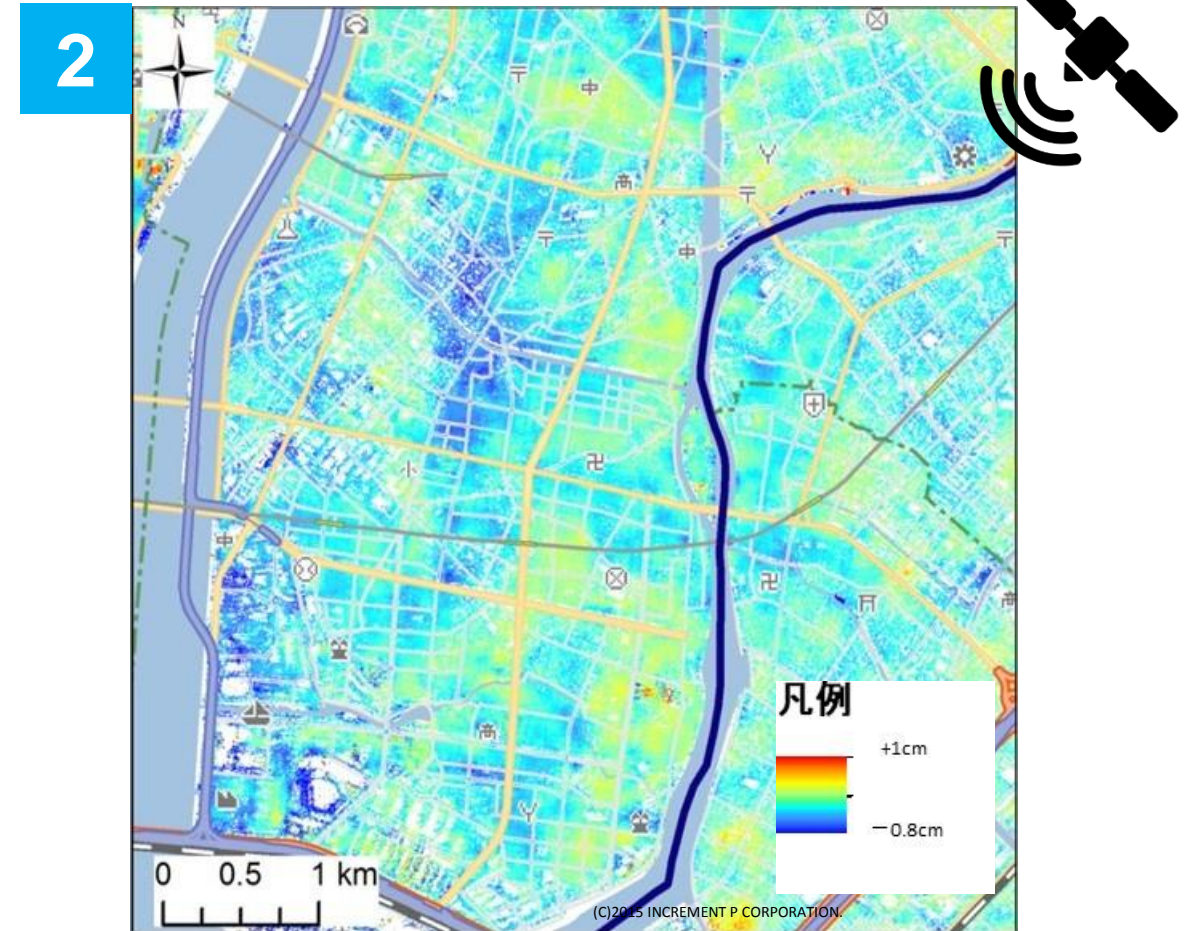 2
N
凡例
+1cm
－0.8cm
0 0.5 1 km
(C)2015 INCREMENT P CORPORATION.